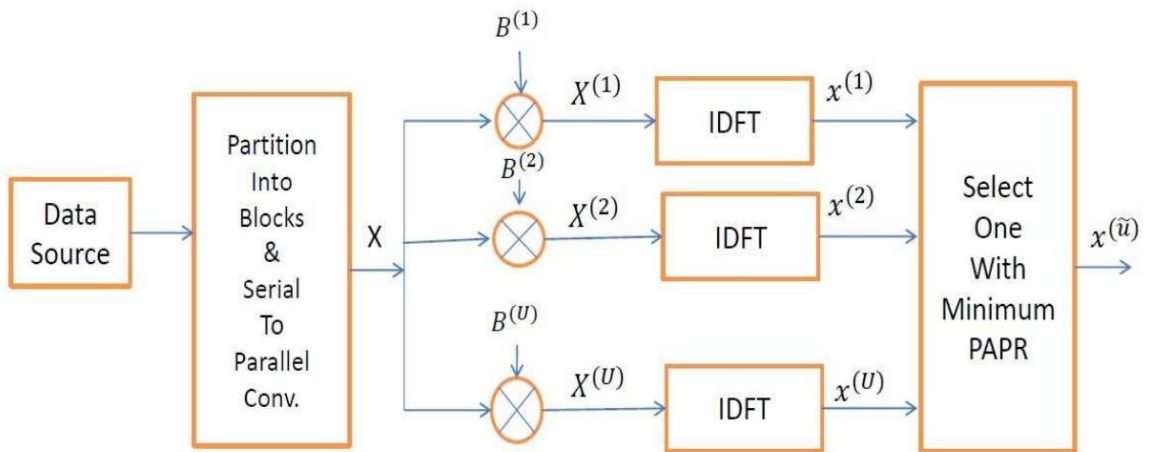 Data
Source
Partition
Into
Blocks
&
Serial
To
Parallel
Conv.
X
B^{(1)}
X^{(1)}
IDFT
x^{(1)}
B^{(2)}
X^{(2)}
IDFT
x^{(2)}
B^{(U)}
X^{(U)}
IDFT
x^{(U)}
Select
One
With
Minimum
PAPR
x^{(ũ)}